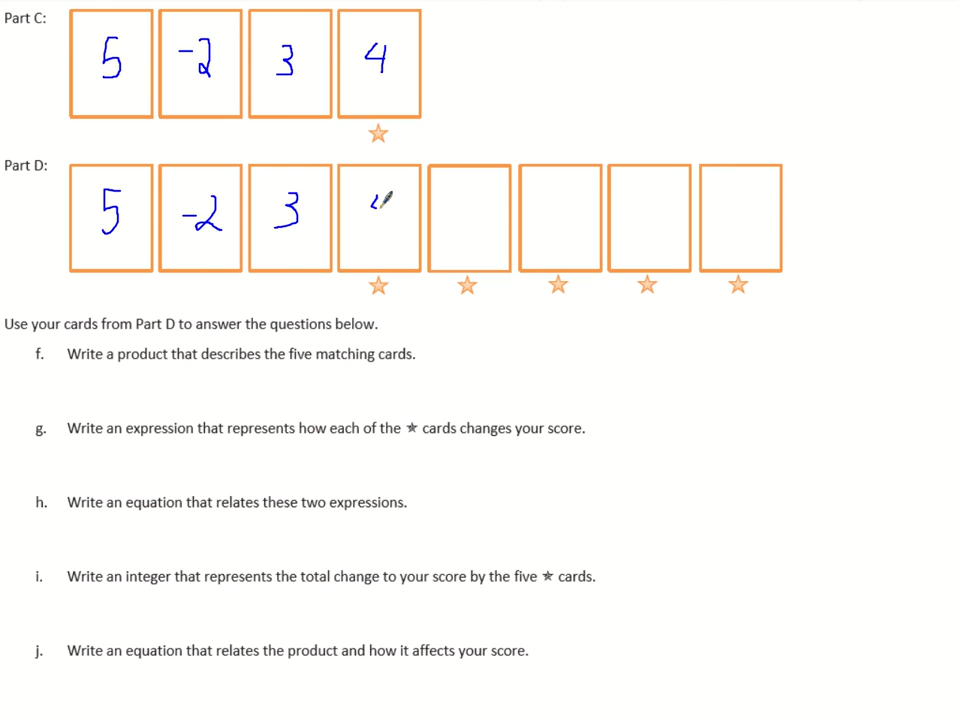 Part C:
5 -2 3 4
Part D:
5 -2 3
Use your cards from Part D to answer the questions below.
f. Write a product that describes the five matching cards.
g. Write an expression that represents how each of the ★ cards changes your score.
h. Write an equation that relates these two expressions.
i. Write an integer that represents the total change to your score by the five ★ cards.
j. Write an equation that relates the product and how it affects your score.